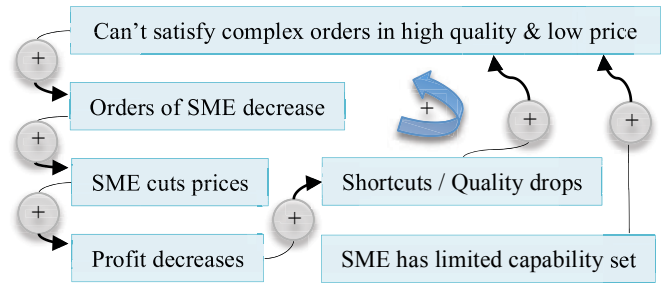 Can't satisfy complex orders in high quality & low price
+
Orders of SME decrease
+
+
+
+
SME cuts prices
Shortcuts / Quality drops
+
+
Profit decreases
SME has limited capability set